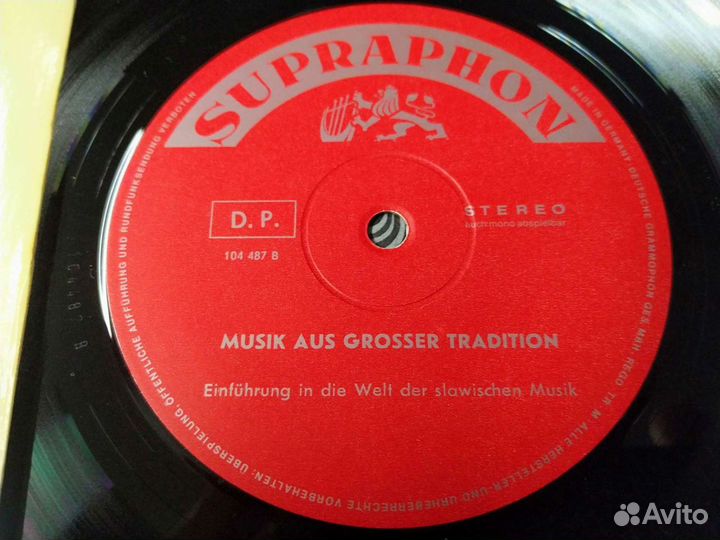 SUPRAPHON
D. P.
104 487 B
STEREO
auch mono abspielbar
MUSIK AUS GROSSER TRADITION
Einführung in die Welt der slawischen Musik
MADE IN GERMANY DEUTSCHE GRAMMOPHON GES. MAN. REGD. TR. M. ALLE HERSTELLER- UND URHEBERRECHTE VORBEHALTEN: ÜBERSPIELUNG ÖFFENTLICHE AUFFÜHRUNG UND RUNDFUNKSENDUNG VERBOTEN
104487 B
Avito